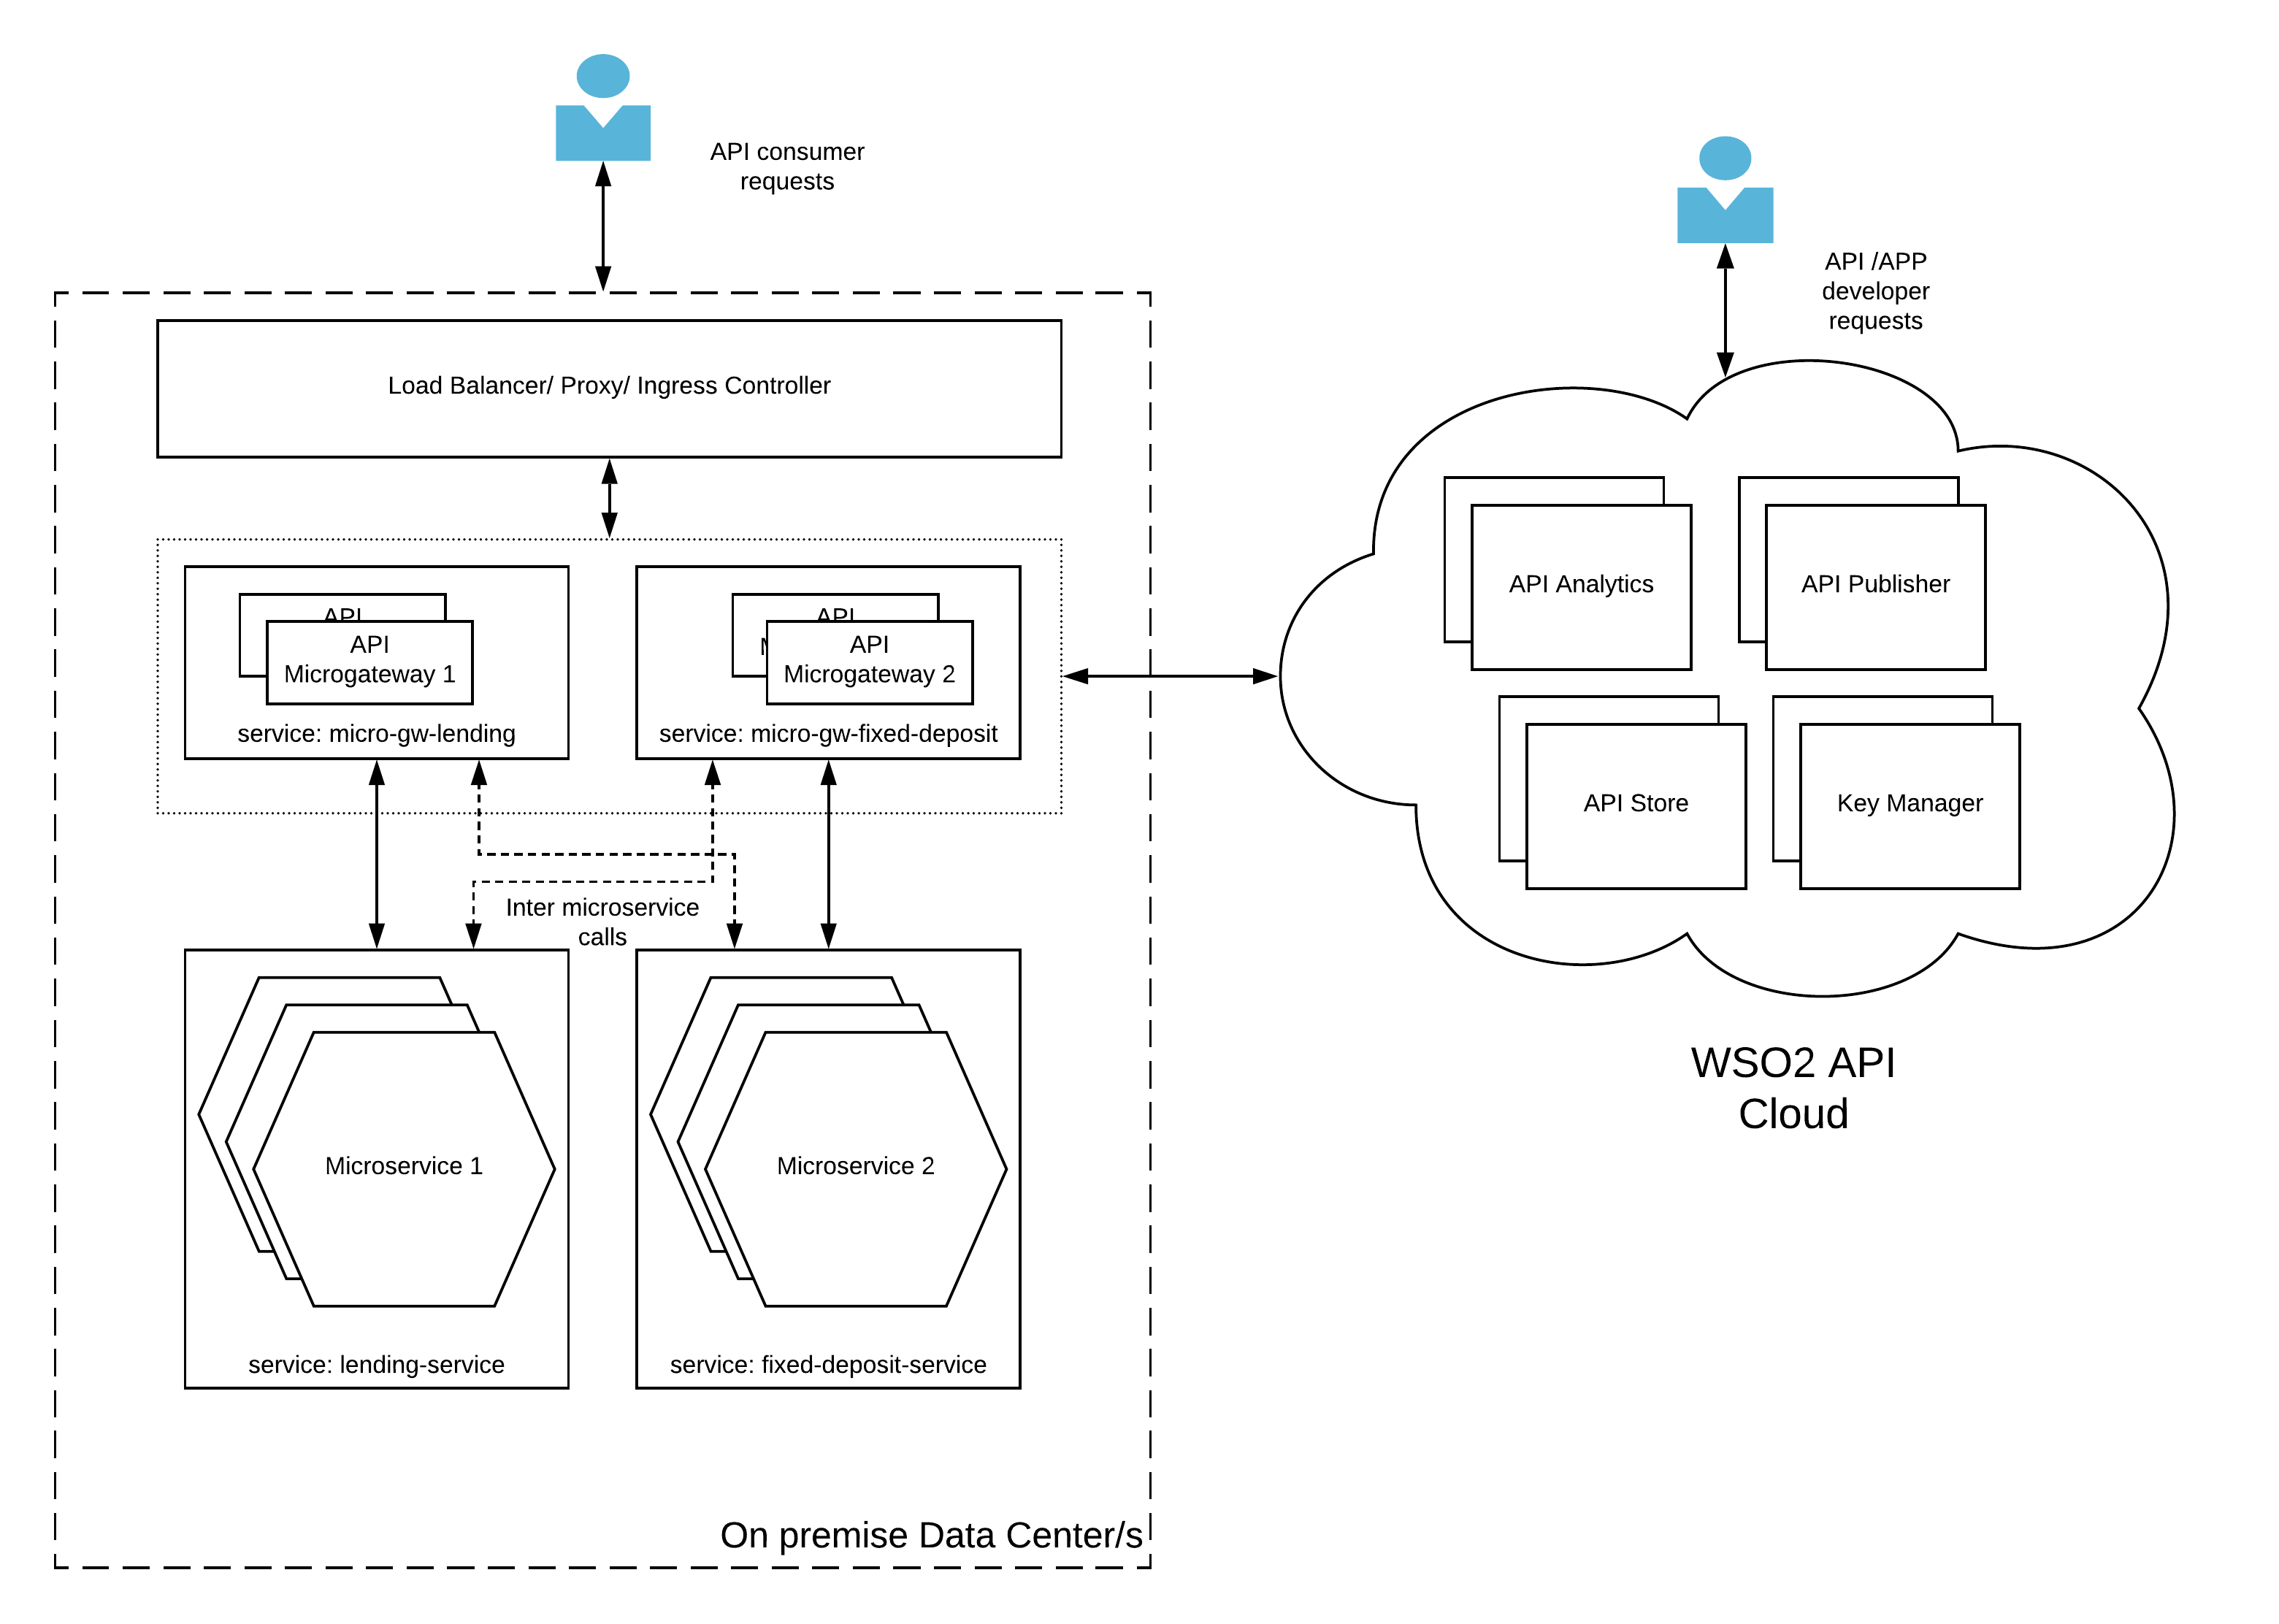 API consumer
requests
API /APP
developer
requests
Load Balancer/ Proxy/ Ingress Controller
API
API
Microgateway 1
service: micro-gw-lending
API
API
Microgateway 2
service: micro-gw-fixed-deposit
API Analytics
API Publisher
API Store
Key Manager
Inter microservice
calls
Microservice 1
service: lending-service
Microservice 2
service: fixed-deposit-service
WSO2 API
Cloud
On premise Data Center/s